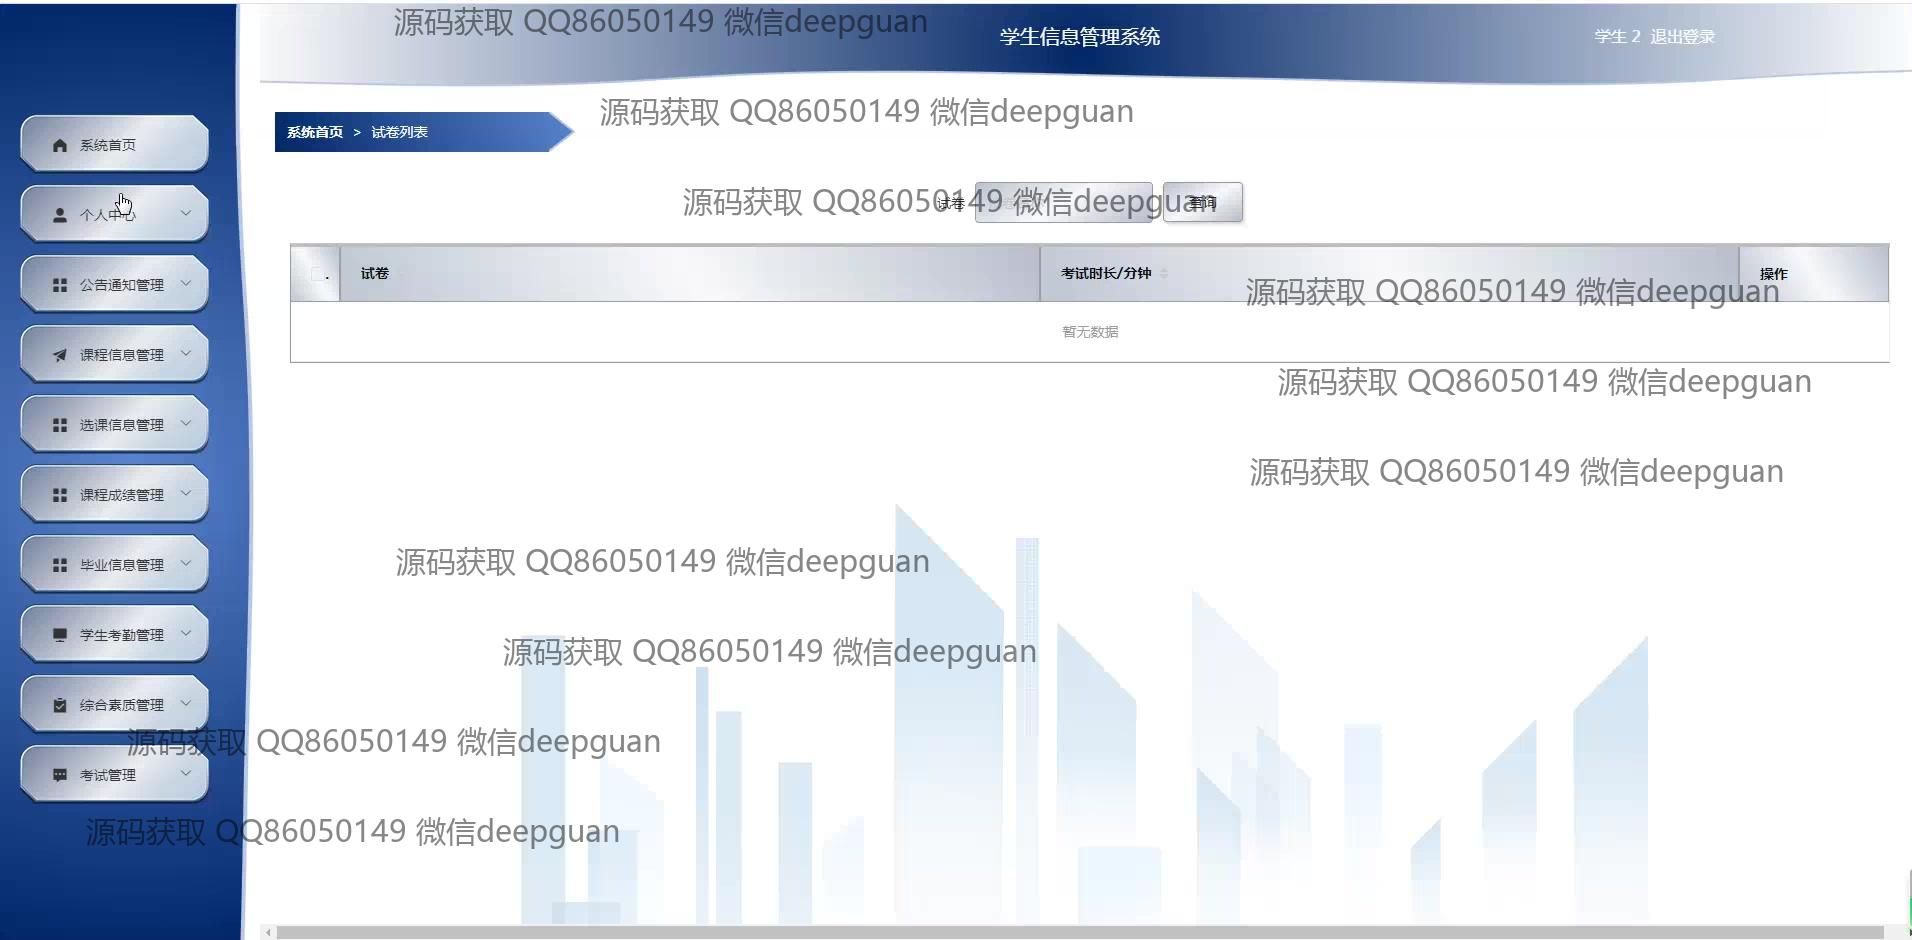 源码获取 QQ86050149 微信deepguan
学生信息管理系统
学生 2 退出登录
源码获取 QQ86050149 微信deepguan
系统首页 > 试卷列表
系统首页
源码获取 QQ86050149 微信deepguan
试卷
查询
个人中心
试卷
考试时长/分钟
操作
公告通知管理
源码获取 QQ86050149 微信deepguan
暂无数据
课程信息管理
源码获取 QQ86050149 微信deepguan
选课信息管理
源码获取 QQ86050149 微信deepguan
课程成绩管理
源码获取 QQ86050149 微信deepguan
毕业信息管理
学生考勤管理
源码获取 QQ86050149 微信deepguan
综合素质管理
源码获取 QQ86050149 微信deepguan
考试管理
源码获取 QQ86050149 微信deepguan